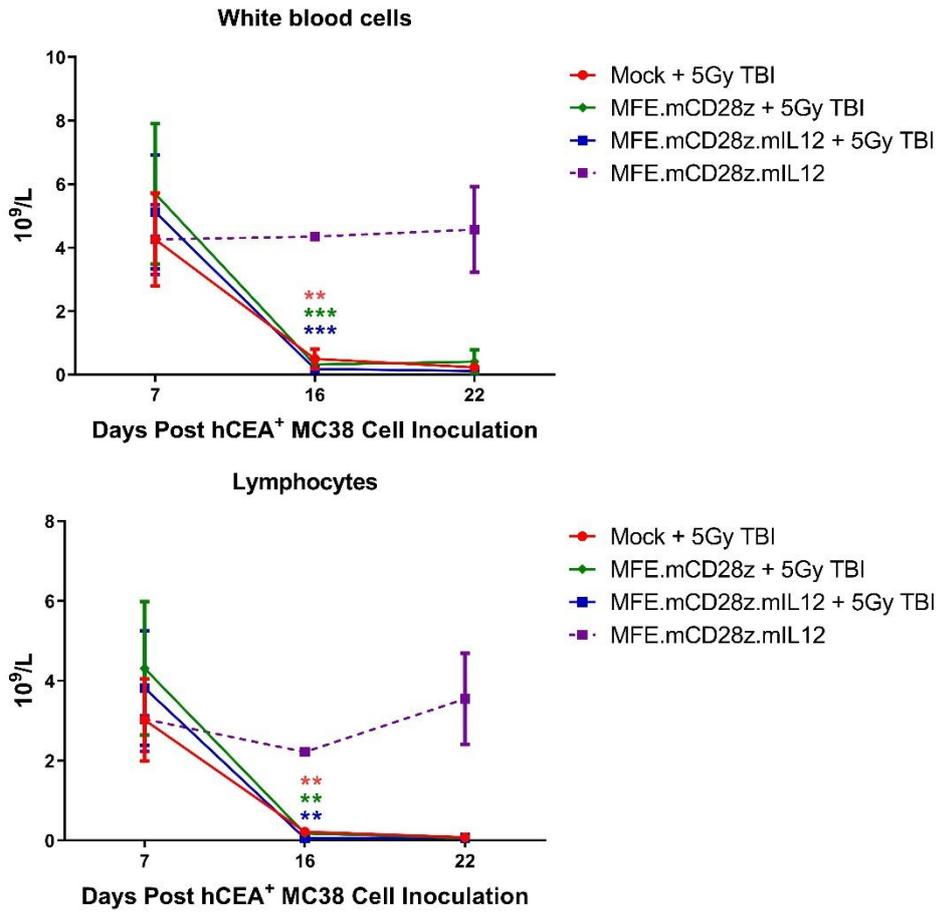 White blood cells
10
8
6
4
2
0
10⁹/L
** 
***
***
7 16 22
Days Post hCEA⁺ MC38 Cell Inoculation
Mock + 5Gy TBI
MFE.mCD28z + 5Gy TBI
MFE.mCD28z.mIL12 + 5Gy TBI
MFE.mCD28z.mIL12
Lymphocytes
8
6
4
2
0
10⁹/L
**
**
**
7 16 22
Days Post hCEA⁺ MC38 Cell Inoculation
Mock + 5Gy TBI
MFE.mCD28z + 5Gy TBI
MFE.mCD28z.mIL12 + 5Gy TBI
MFE.mCD28z.mIL12